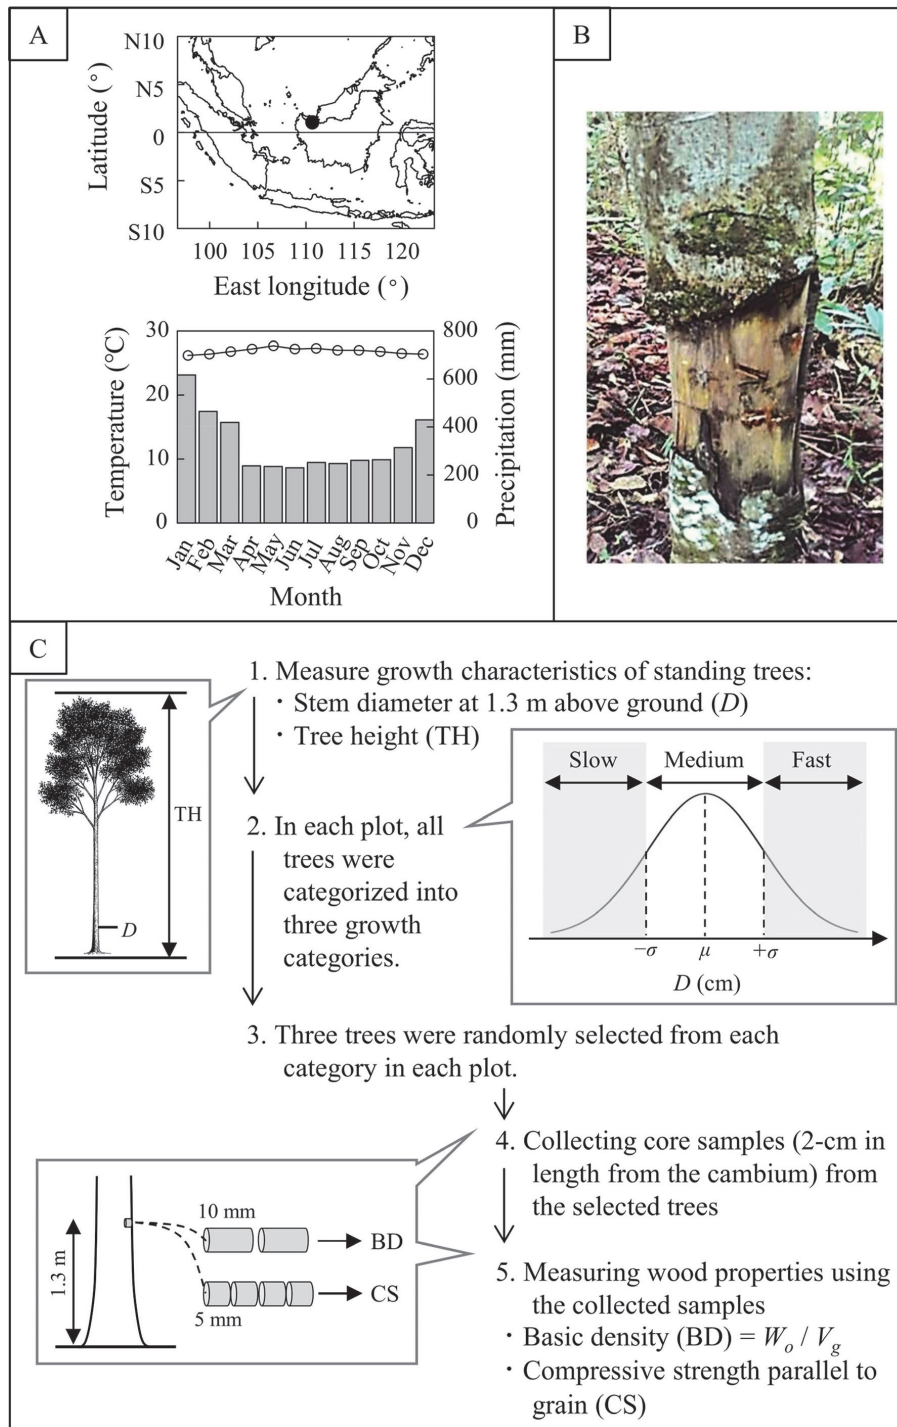 A
Latitude (°)
N10
N5
0
S5
S10
100 105 110 115 120
East longitude (°)
Temperature (°C)
30
20
10
0
Precipitation (mm)
800
600
400
200
0
Jan Feb Mar Apr May Jun Jul Aug Sep Oct Nov Dec
Month
B
C
1. Measure growth characteristics of standing trees:
・Stem diameter at 1.3 m above ground (D)
・Tree height (TH)
TH
D
2. In each plot, all
trees were
categorized into
three growth
categories.
Slow Medium Fast
−σ μ +σ
D (cm)
3. Three trees were randomly selected from each
category in each plot.
4. Collecting core samples (2-cm in
length from the cambium) from
the selected trees
1.3 m
10 mm
BD
CS
5 mm
5. Measuring wood properties using
the collected samples
・Basic density (BD) = Wo / Vg
・Compressive strength parallel to
grain (CS)